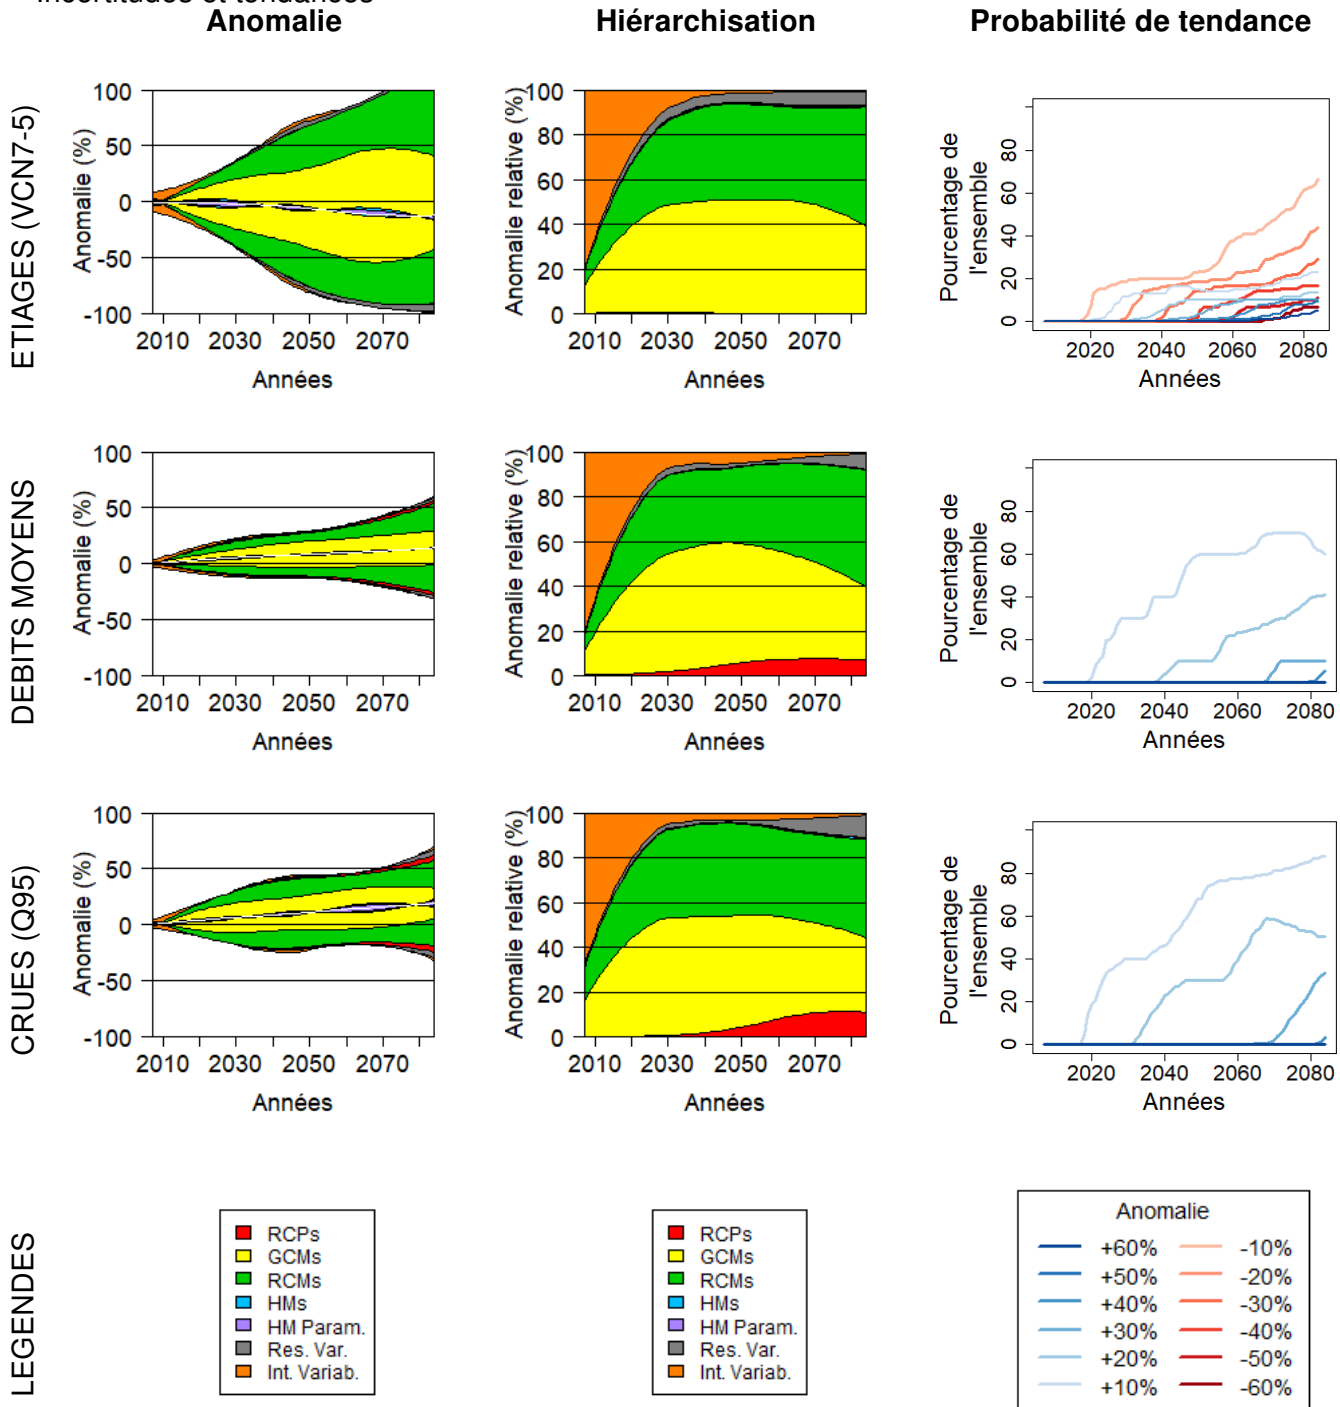 Incertitudes et tendances
Anomalie
Hiérarchisation
Probabilité de tendance
ETIAGES (VCN7-5)
Anomalie (%)
100
50
0
-50
-100
2010 2030 2050 2070
Années
Anomalie relative (%)
100
80
60
40
20
0
2010 2030 2050 2070
Années
Pourcentage de
l'ensemble
80
60
40
20
0
2020 2040 2060 2080
Années
DEBITS MOYENS
Anomalie (%)
100
50
0
-50
-100
2010 2030 2050 2070
Années
Anomalie relative (%)
100
80
60
40
20
0
2010 2030 2050 2070
Années
Pourcentage de
l'ensemble
80
60
40
20
0
2020 2040 2060 2080
Années
CRUES (Q95)
Anomalie (%)
100
50
0
-50
-100
2010 2030 2050 2070
Années
Anomalie relative (%)
100
80
60
40
20
0
2010 2030 2050 2070
Années
Pourcentage de
l'ensemble
80
60
40
20
0
2020 2040 2060 2080
Années
LEGENDES
RCPs
GCMs
RCMs
HMs
HM Param.
Res. Var.
Int. Variab.
RCPs
GCMs
RCMs
HMs
HM Param.
Res. Var.
Int. Variab.
Anomalie
+60% -10%
+50% -20%
+40% -30%
+30% -40%
+20% -50%
+10% -60%